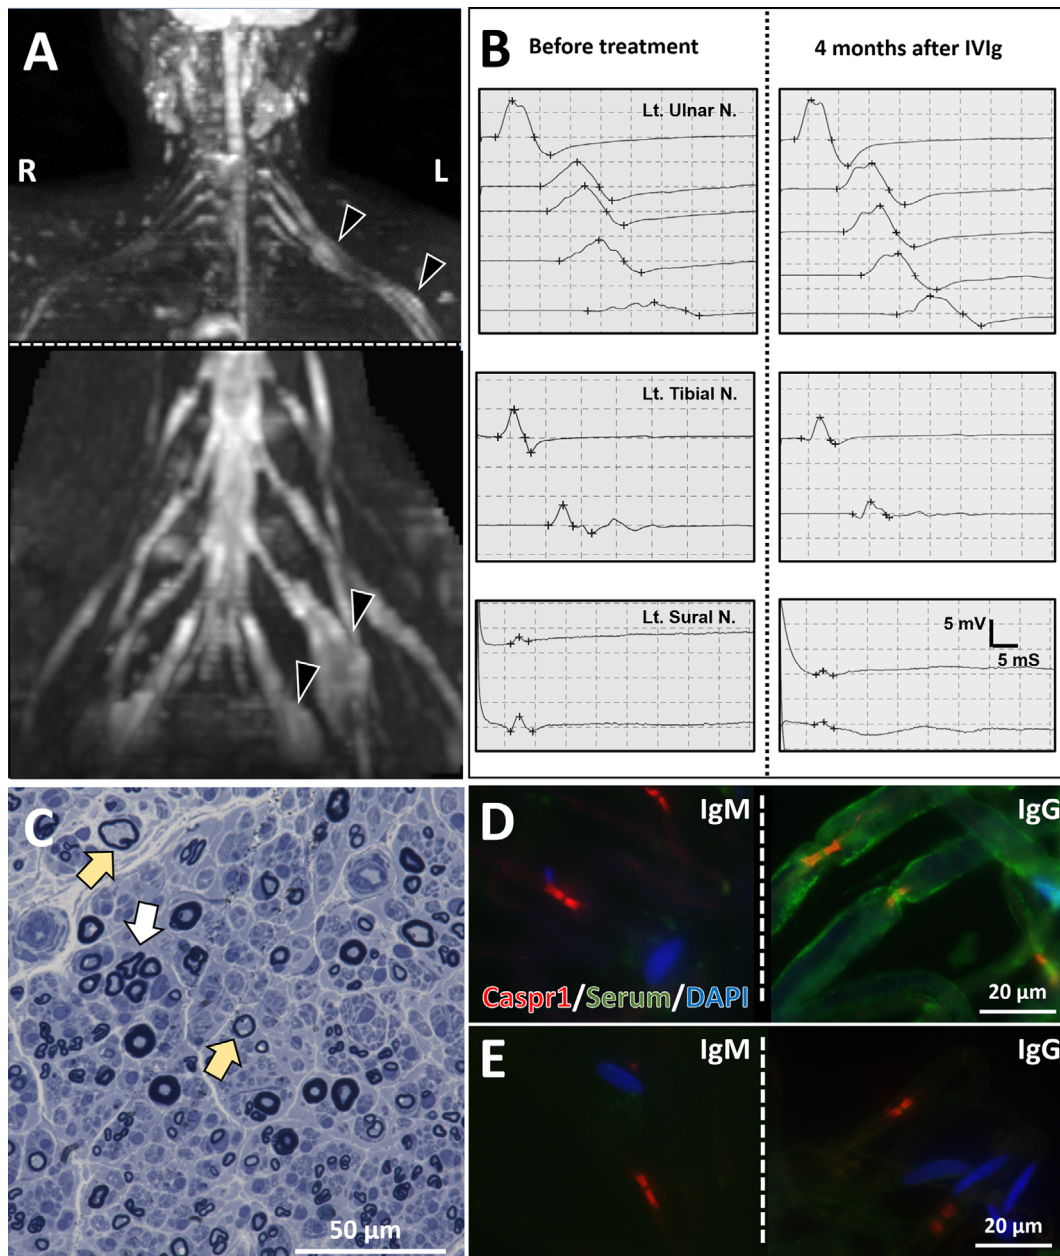 A
R
L
B
Before treatment
4 months after IVIg
Lt. Ulnar N.
Lt. Tibial N.
Lt. Sural N.
5 mV
5 mS
C
50 µm
D
IgM
IgG
Caspr1/Serum/DAPI
20 µm
E
IgM
IgG
20 µm